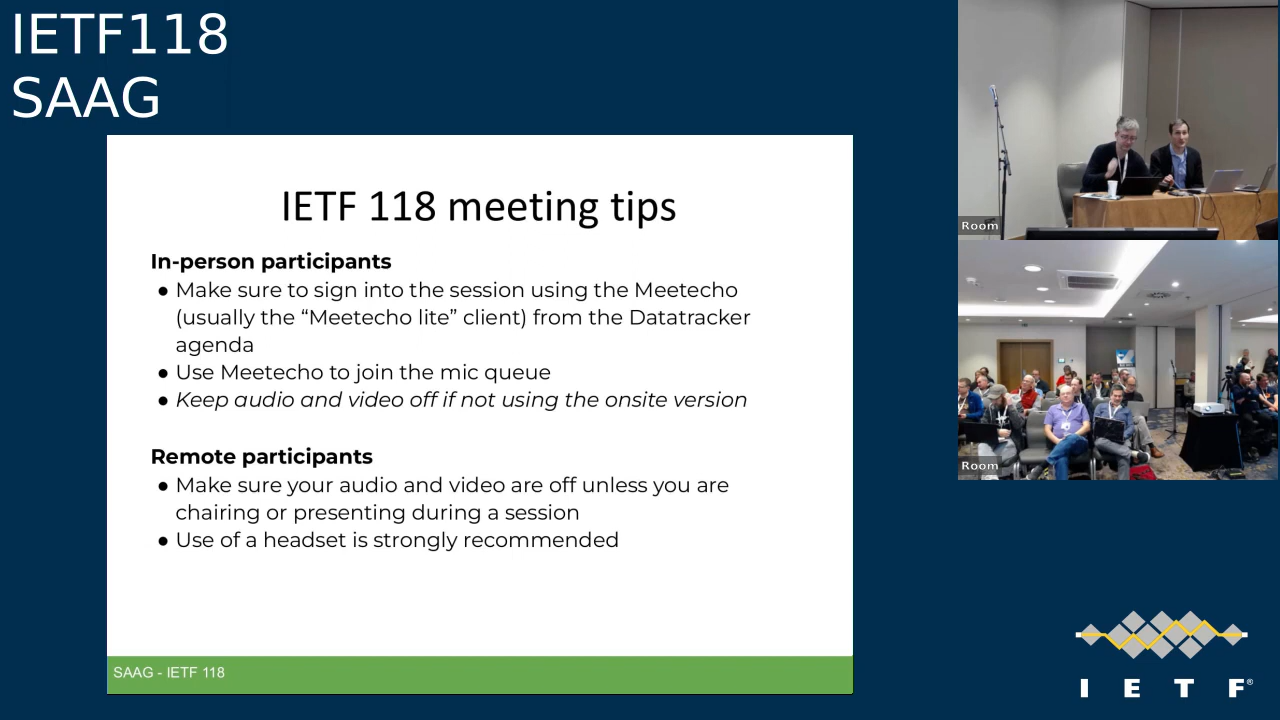 IETF118
SAAG
IETF 118 meeting tips
In-person participants
● Make sure to sign into the session using the Meetecho
(usually the “Meetecho lite” client) from the Datatracker
agenda
● Use Meetecho to join the mic queue
● Keep audio and video off if not using the onsite version
Remote participants
● Make sure your audio and video are off unless you are
chairing or presenting during a session
● Use of a headset is strongly recommended
SAAG - IETF 118
Room
Room
I E T F®